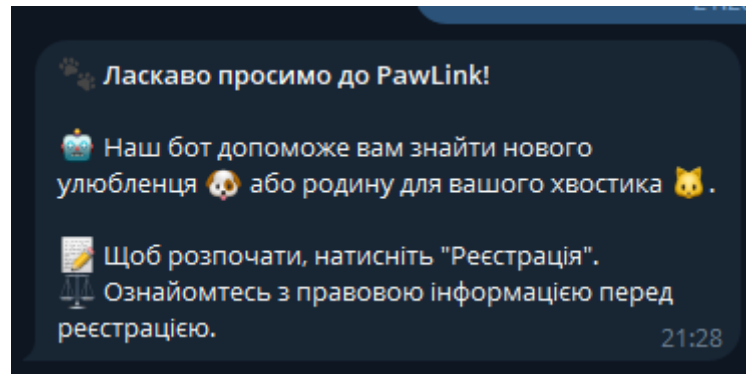 🐾 Ласкаво просимо до PawLink!
🤖 Наш бот допоможе вам знайти нового
улюбленця 🐶 або родину для вашого хвостика 🐱.
📝 Щоб розпочати, натисніть "Реєстрація".
⚖️ Ознайомтесь з правовою інформацією перед
реєстрацією.
21:28